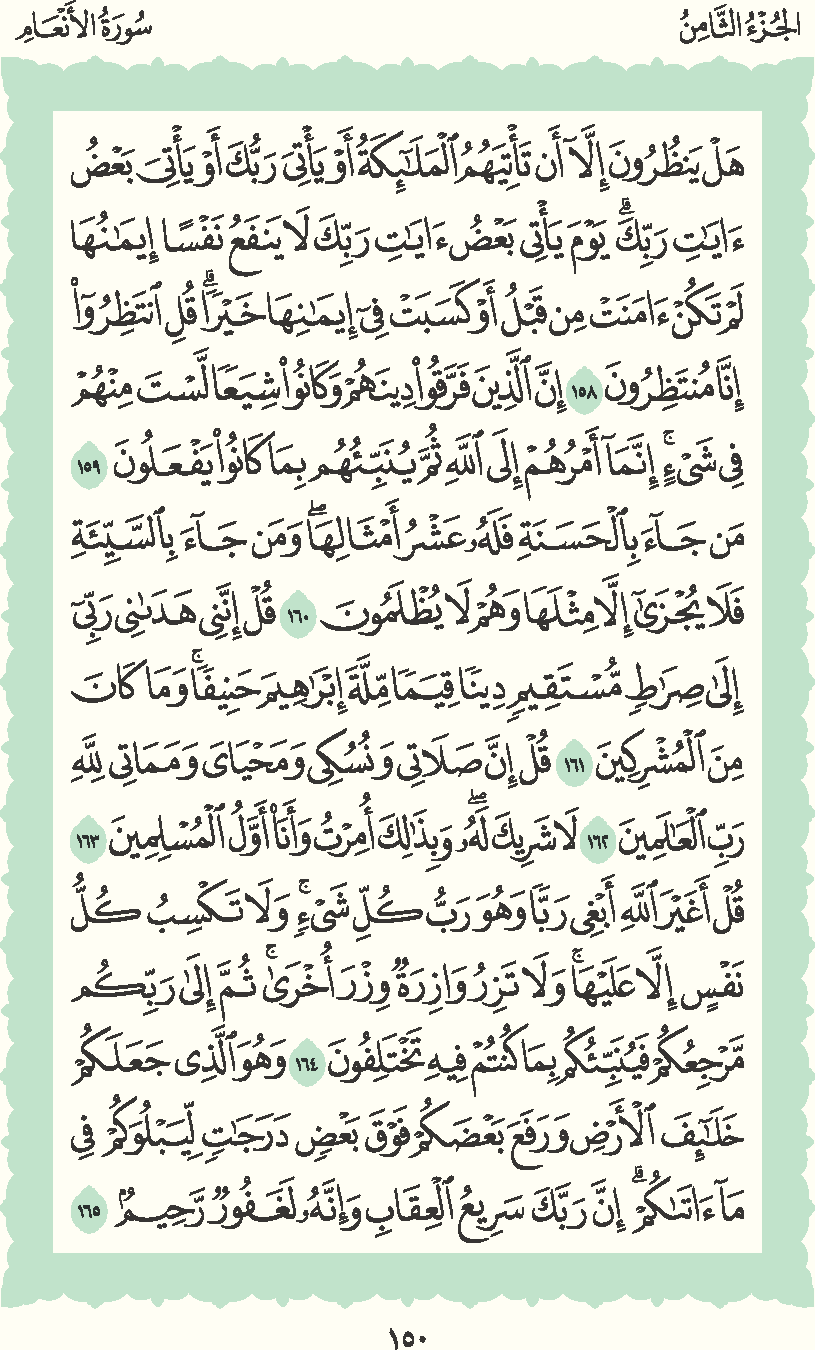 الجُزْءُ الثَّامِنُ
سُورَةُ الأَنْعَامِ
هَلْ يَنظُرُونَ إِلَّآ أَن تَأْتِيَهُمُ ٱلْمَلَـٰٓئِكَةُ أَوْ يَأْتِىَ رَبُّكَ أَوْ يَأْتِىَ بَعْضُ
ءَايَـٰتِ رَبِّكَ ۗ يَوْمَ يَأْتِى بَعْضُ ءَايَـٰتِ رَبِّكَ لَا يَنفَعُ نَفْسًا إِيمَـٰنُهَا
لَمْ تَكُنْ ءَامَنَتْ مِن قَبْلُ أَوْ كَسَبَتْ فِىٓ إِيمَـٰنِهَا خَيْرًا ۗ قُلِ ٱنتَظِرُوٓا۟
إِنَّا مُنتَظِرُونَ ١٥٨ إِنَّ ٱلَّذِينَ فَرَّقُوا۟ دِينَهُمْ وَكَانُوا۟ شِيَعًا لَّسْتَ مِنْهُمْ
فِى شَىْءٍ ۚ إِنَّمَآ أَمْرُهُمْ إِلَى ٱللَّهِ ثُمَّ يُنَبِّئُهُم بِمَا كَانُوا۟ يَفْعَلُونَ ١٥٩
مَن جَآءَ بِٱلْحَسَنَةِ فَلَهُۥ عَشْرُ أَمْثَالِهَا ۖ وَمَن جَآءَ بِٱلسَّيِّئَةِ
فَلَا يُجْزَىٰٓ إِلَّا مِثْلَهَا وَهُمْ لَا يُظْلَمُونَ ١٦٠ قُلْ إِنَّنِى هَدَىٰنِى رَبِّىٓ
إِلَىٰ صِرَٰطٍ مُّسْتَقِيمٍ دِينًا قِيَمًا مِّلَّةَ إِبْرَٰهِيمَ حَنِيفًا ۚ وَمَا كَانَ
مِنَ ٱلْمُشْرِكِينَ ١٦١ قُلْ إِنَّ صَلَاتِى وَنُسُكِى وَمَحْيَاىَ وَمَمَاتِى لِلَّهِ
رَبِّ ٱلْعَـٰلَمِينَ ١٦٢ لَا شَرِيكَ لَهُۥ ۖ وَبِذَٰلِكَ أُمِرْتُ وَأَنَا۠ أَوَّلُ ٱلْمُسْلِمِينَ ١٦٣
قُلْ أَغَيْرَ ٱللَّهِ أَبْغِى رَبًّا وَهُوَ رَبُّ كُلِّ شَىْءٍ ۚ وَلَا تَكْسِبُ كُلُّ
نَفْسٍ إِلَّا عَلَيْهَا ۚ وَلَا تَزِرُ وَازِرَةٌ وِزْرَ أُخْرَىٰ ۚ ثُمَّ إِلَىٰ رَبِّكُم
مَّرْجِعُكُمْ فَيُنَبِّئُكُم بِمَا كُنتُمْ فِيهِ تَخْتَلِفُونَ ١٦٤ وَهُوَ ٱلَّذِى جَعَلَكُمْ
خَلَـٰٓئِفَ ٱلْأَرْضِ وَرَفَعَ بَعْضَكُمْ فَوْقَ بَعْضٍ دَرَجَـٰتٍ لِّيَبْلُوَكُمْ فِى
مَآ ءَاتَىٰكُمْ ۗ إِنَّ رَبَّكَ سَرِيعُ ٱلْعِقَابِ وَإِنَّهُۥ لَغَفُورٌ رَّحِيمٌۢ ١٦٥
١٥٠